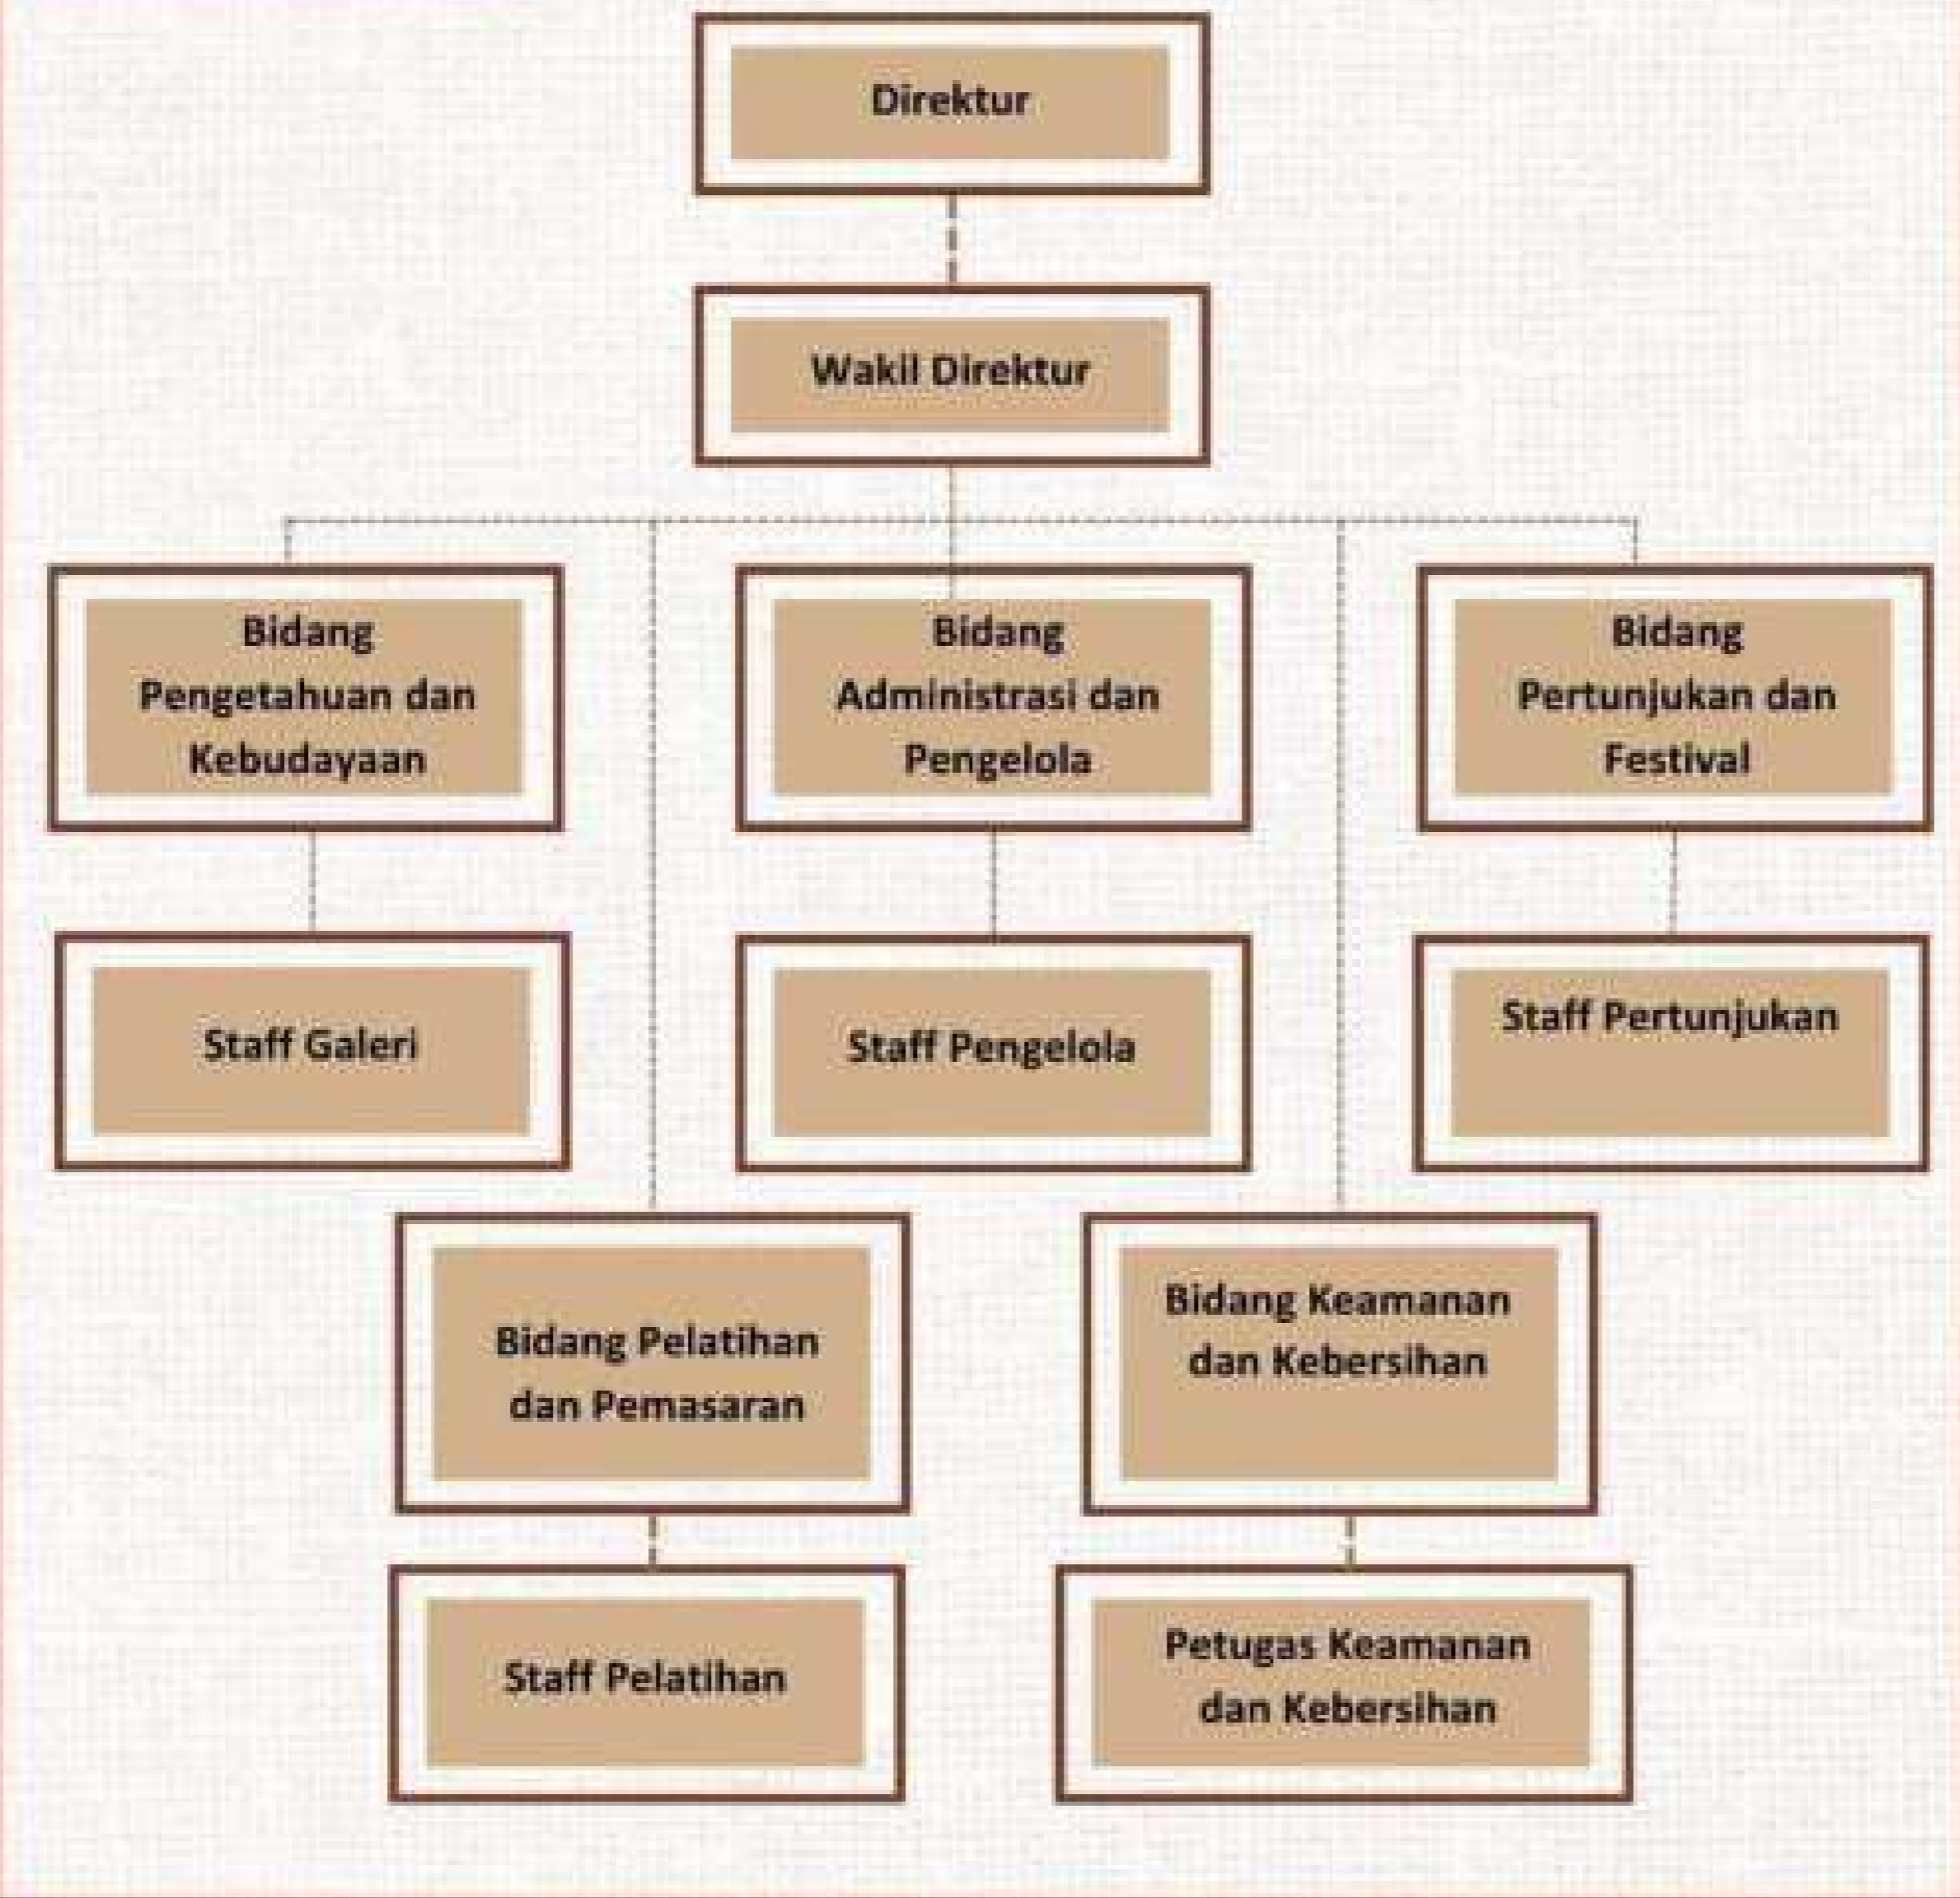 Direktur
Wakil Direktur
Bidang
Pengetahuan dan
Kebudayaan
Bidang
Administrasi dan
Pengelola
Bidang
Pertunjukan dan
Festival
Staff Galeri
Staff Pengelola
Staff Pertunjukan
Bidang Pelatihan
dan Pemasaran
Bidang Keamanan
dan Kebersihan
Staff Pelatihan
Petugas Keamanan
dan Kebersihan